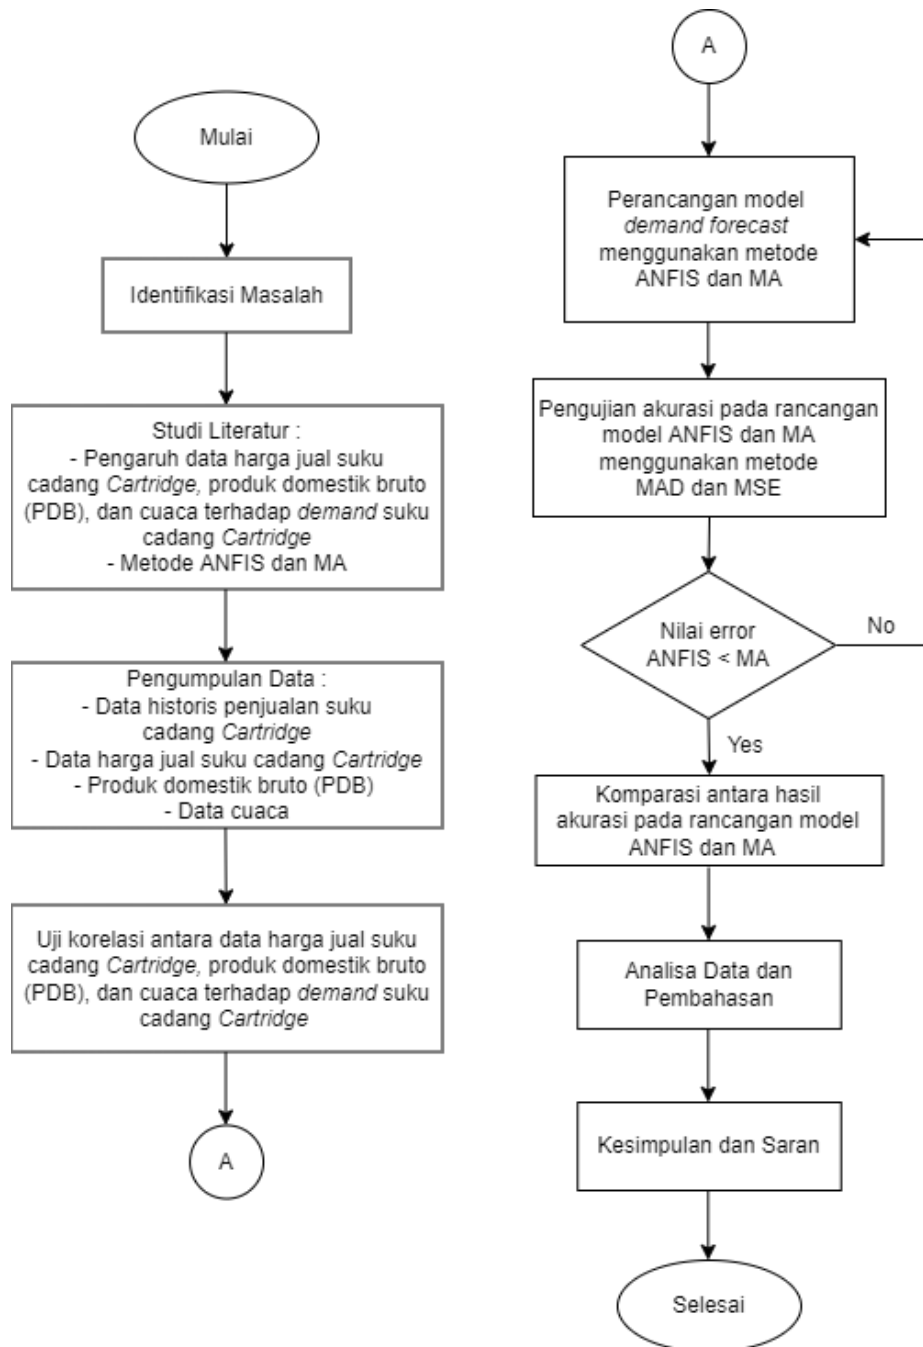 Mulai
Identifikasi Masalah
Studi Literatur :
- Pengaruh data harga jual suku
cadang Cartridge, produk domestik bruto
(PDB), dan cuaca terhadap demand suku
cadang Cartridge
- Metode ANFIS dan MA
Pengumpulan Data :
- Data historis penjualan suku
cadang Cartridge
- Data harga jual suku cadang Cartridge
- Produk domestik bruto (PDB)
- Data cuaca
Uji korelasi antara data harga jual suku
cadang Cartridge, produk domestik bruto
(PDB), dan cuaca terhadap demand suku
cadang Cartridge
A
A
Perancangan model
demand forecast
menggunakan metode
ANFIS dan MA
Pengujian akurasi pada rancangan
model ANFIS dan MA
menggunakan metode
MAD dan MSE
Nilai error
ANFIS < MA
No
Yes
Komparasi antara hasil
akurasi pada rancangan model
ANFIS dan MA
Analisa Data dan
Pembahasan
Kesimpulan dan Saran
Selesai